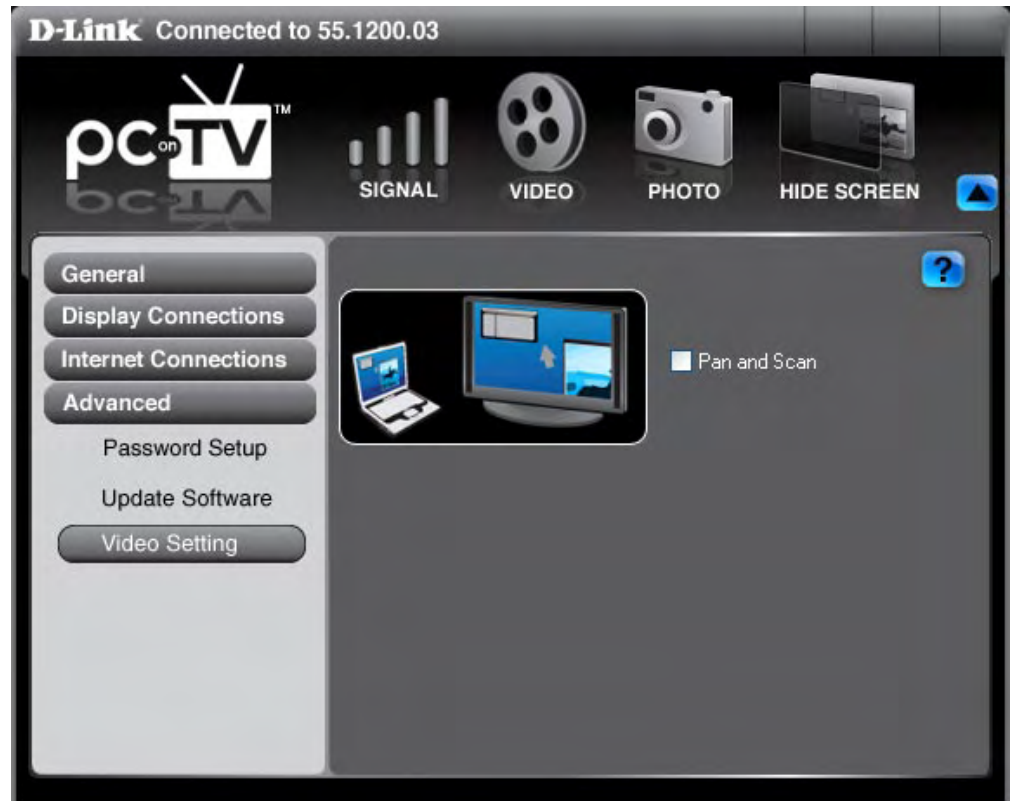 D-Link Connected to 55.1200.03
pc on TV TM
SIGNAL
VIDEO
PHOTO
HIDE SCREEN
?
General
Display Connections
Internet Connections
Advanced
Password Setup
Update Software
Video Setting
Pan and Scan